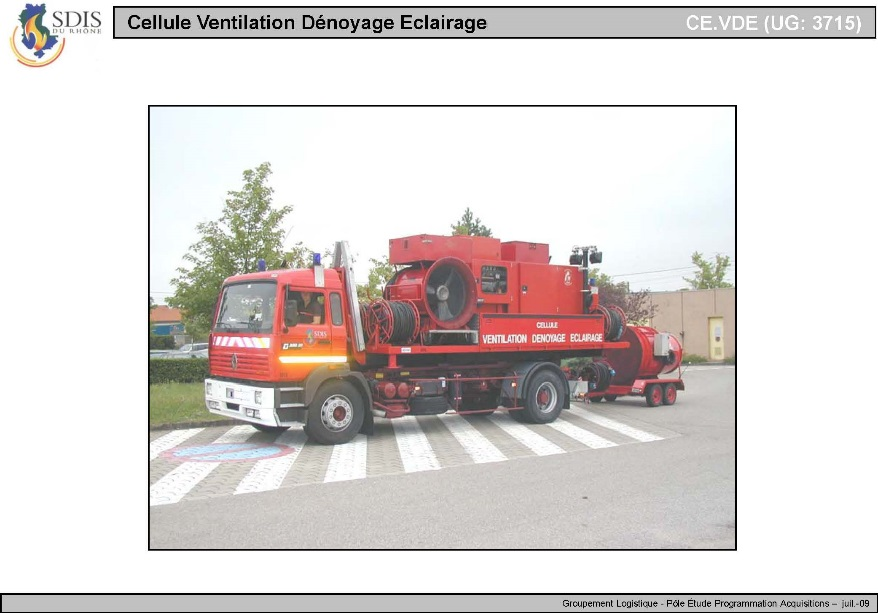 SDIS
DU RHÔNE
Cellule Ventilation Dénoyage Eclairage
CE.VDE (UG: 3715)
SDIS
CELLULE
VENTILATION DENOYAGE ECLAIRAGE
Groupement Logistique - Pôle Étude Programmation Acquisitions – juil.-09